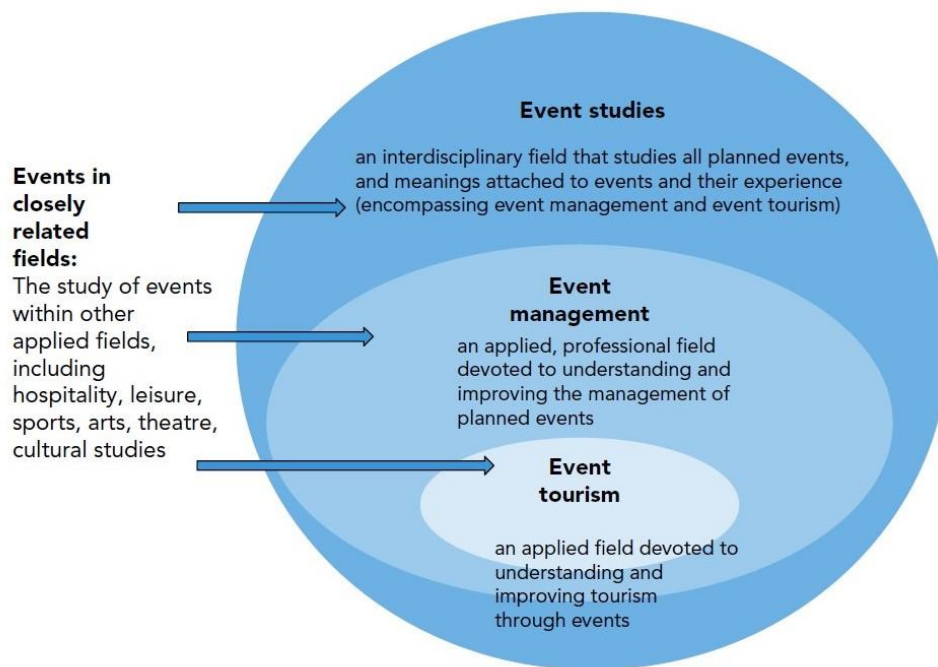 Event studies
an interdisciplinary field that studies all planned events,
and meanings attached to events and their experience
(encompassing event management and event tourism)
Events in
closely
related
fields:
The study of events
within other
applied fields,
including
hospitality, leisure,
sports, arts, theatre,
cultural studies
Event
management
an applied, professional field
devoted to understanding and
improving the management of
planned events
Event
tourism
an applied field devoted to
understanding and
improving tourism
through events